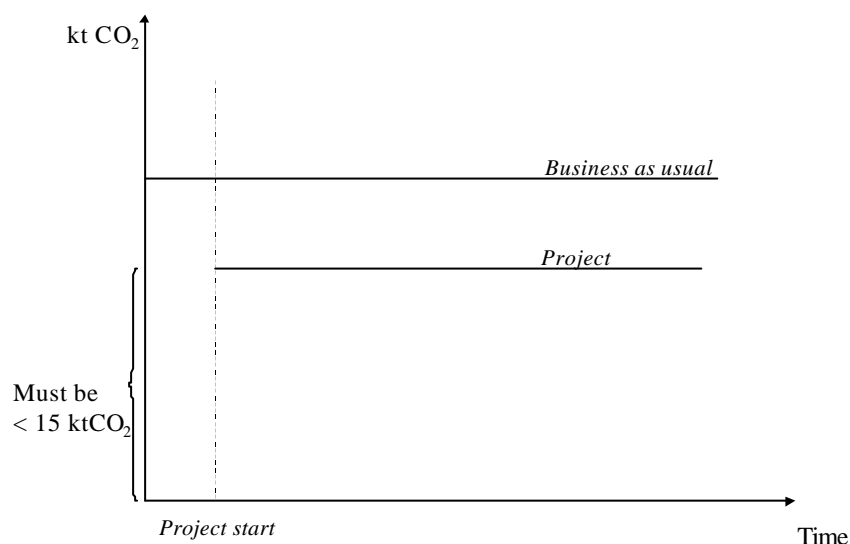 kt CO₂
Business as usual
Project
Must be
< 15 ktCO₂
Project start
Time